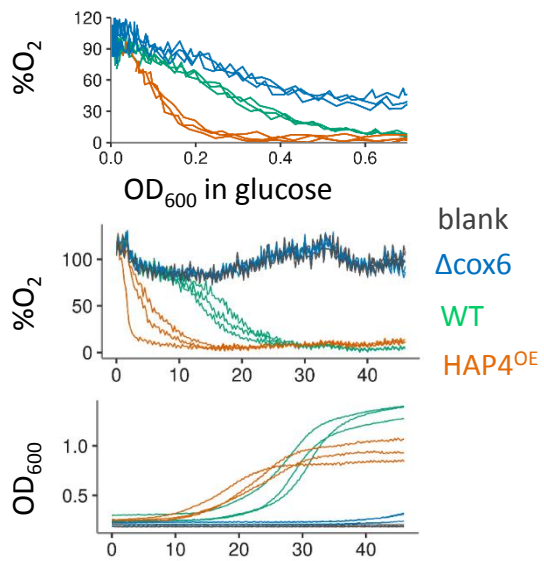 %O₂
120
90
60
30
0
0.0 0.2 0.4 0.6
OD₆₀₀ in glucose
blank
Δcox6
WT
HAP4ᴼᴱ
%O₂
100
50
0
0 10 20 30 40
OD₆₀₀
1.0
0.5
0 10 20 30 40